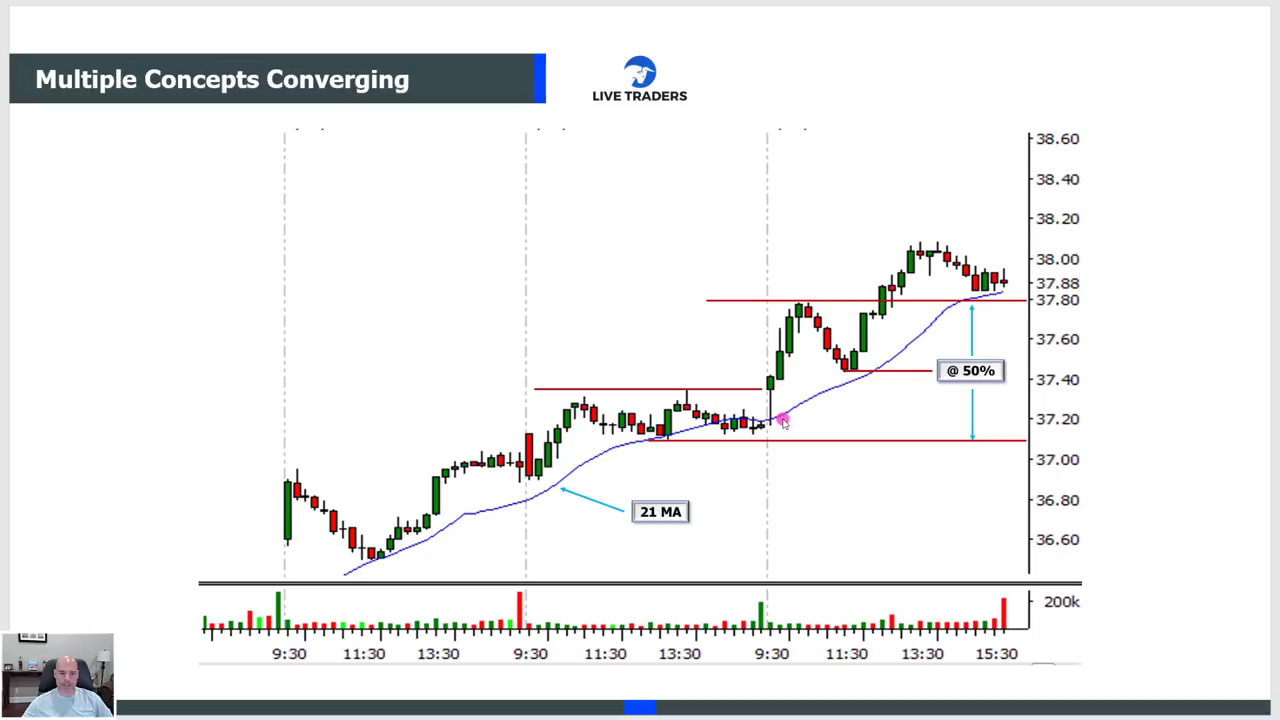 Multiple Concepts Converging
LIVE TRADERS
38.60
38.40
38.20
38.00
37.88
37.80
37.60
@ 50%
37.40
37.20
37.00
21 MA
36.80
36.60
200k
9:30 11:30 13:30 9:30 11:30 13:30 9:30 11:30 13:30 15:30